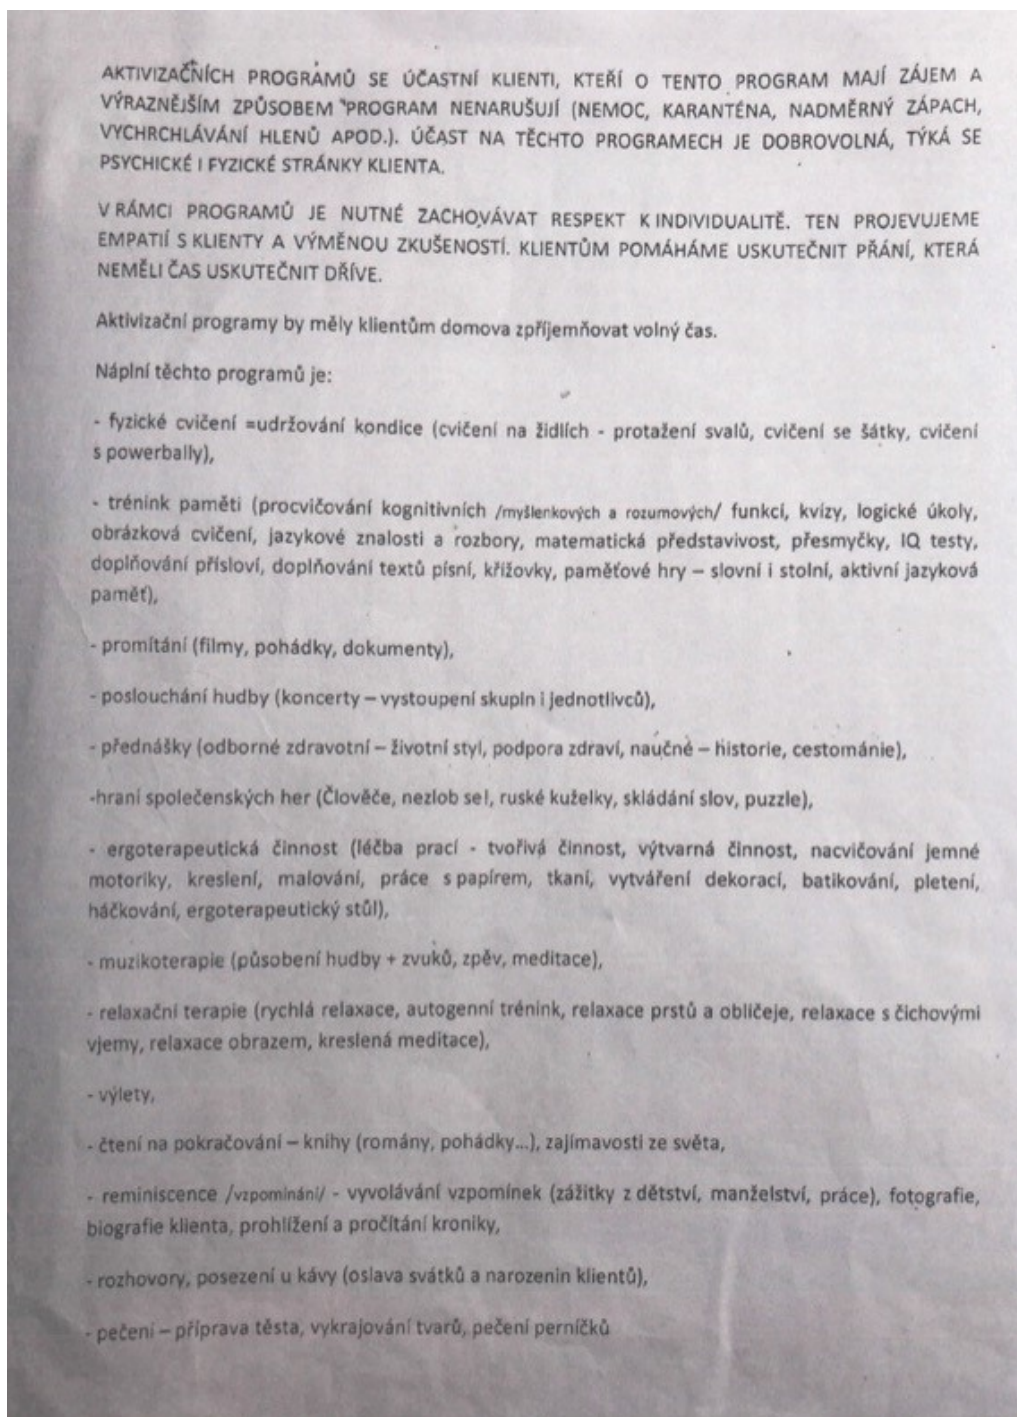 AKTIVIZAČNÍCH PROGRAMŮ SE ÚČASTNÍ KLIENTI, KTEŘÍ O TENTO PROGRAM MAJÍ ZÁJEM A
VÝRAZNĚJŠÍM ZPŮSOBEM PROGRAM NENARUŠUJÍ (NEMOC, KARANTÉNA, NADMĚRNÝ ZÁPACH,
VYCHRCHLÁVÁNÍ HLENŮ APOD.). ÚČAST NA TĚCHTO PROGRAMECH JE DOBROVOLNÁ, TÝKÁ SE
PSYCHICKÉ I FYZICKÉ STRÁNKY KLIENTA.
V RÁMCI PROGRAMŮ JE NUTNÉ ZACHOVÁVAT RESPEKT K INDIVIDUALITĚ. TEN PROJEVUJEME
EMPATIÍ S KLIENTY A VÝMĚNOU ZKUŠENOSTÍ. KLIENTŮM POMÁHÁME USKUTEČNIT PŘÁNÍ, KTERÁ
NEMĚLI ČAS USKUTEČNIT DŘÍVE.
Aktivizační programy by měly klientům domova zpříjemňovat volný čas.
Náplní těchto programů je:
- fyzické cvičení =udržování kondice (cvičení na židlích - protažení svalů, cvičení se šátky, cvičení
s powerbally),
- trénink paměti (procvičování kognitivních /myšlenkových a rozumových/ funkcí, kvízy, logické úkoly,
obrázková cvičení, jazykové znalosti a rozbory, matematická představivost, přesmyčky, IQ testy,
doplňování přísloví, doplňování textů písní, křížovky, paměťové hry – slovní i stolní, aktivní jazyková
paměť),
- promítání (filmy, pohádky, dokumenty),
- poslouchání hudby (koncerty – vystoupení skupin i jednotlivců),
- přednášky (odborné zdravotní – životní styl, podpora zdraví, naučné – historie, cestománie),
-hraní společenských her (Člověče, nezlob se!, ruské kuželky, skládání slov, puzzle),
- ergoterapeutická činnost (léčba prací - tvořivá činnost, výtvarná činnost, nacvičování jemné
motoriky, kreslení, malování, práce s papírem, tkaní, vytváření dekorací, batikování, pletení,
háčkování, ergoterapeutický stůl),
- muzikoterapie (působení hudby + zvuků, zpěv, meditace),
- relaxační terapie (rychlá relaxace, autogenní trénink, relaxace prstů a obličeje, relaxace s čichovými
vjemy, relaxace obrazem, kreslená meditace),
- výlety,
- čtení na pokračování – knihy (romány, pohádky...), zajímavosti ze světa,
- reminiscence /vzpomínání/ - vyvolávání vzpomínek (zážitky z dětství, manželství, práce), fotografie,
biografie klienta, prohlížení a pročítání kroniky,
- rozhovory, posezení u kávy (oslava svátků a narozenin klientů),
- pečení – příprava těsta, vykrajování tvarů, pečení perníčků